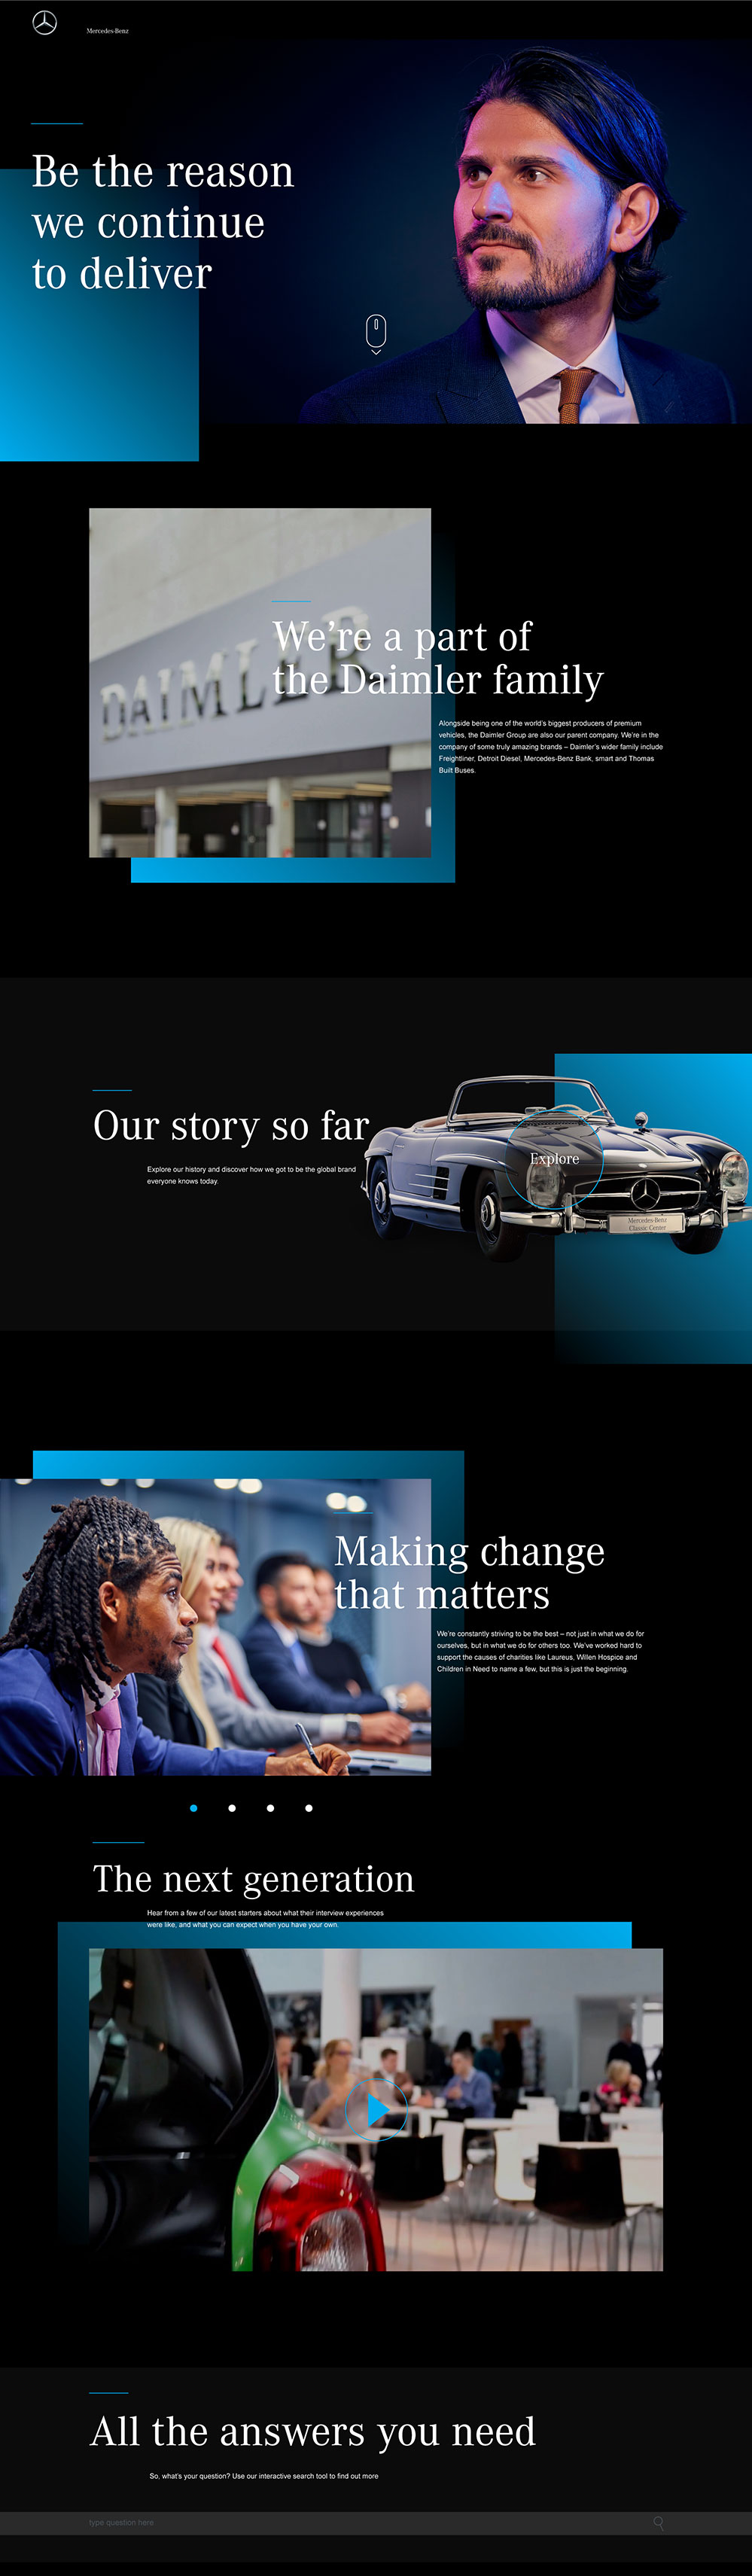 Mercedes-Benz
Be the reason
we continue
to deliver
DAIMLER
We're a part of
the Daimler family
Alongside being one of the world's biggest producers of premium
vehicles, the Daimler Group are also our parent company. We're in the
company of some truly amazing brands – Daimler's wider family include
Freightliner, Detroit Diesel, Mercedes-Benz Bank, smart and Thomas
Built Buses.
Our story so far
Explore our history and discover how we got to be the global brand
everyone knows today.
Explore
Mercedes-Benz
Classic Center
Making change
that matters
We're constantly striving to be the best – not just in what we do for
ourselves, but in what we do for others too. We've worked hard to
support the causes of charities like Laureus, Willen Hospice and
Children in Need to name a few, but this is just the beginning.
The next generation
Hear from a few of our latest starters about what their interview experiences
were like, and what you can expect when you have your own.
All the answers you need
So, what's your question? Use our interactive search tool to find out more
type question here